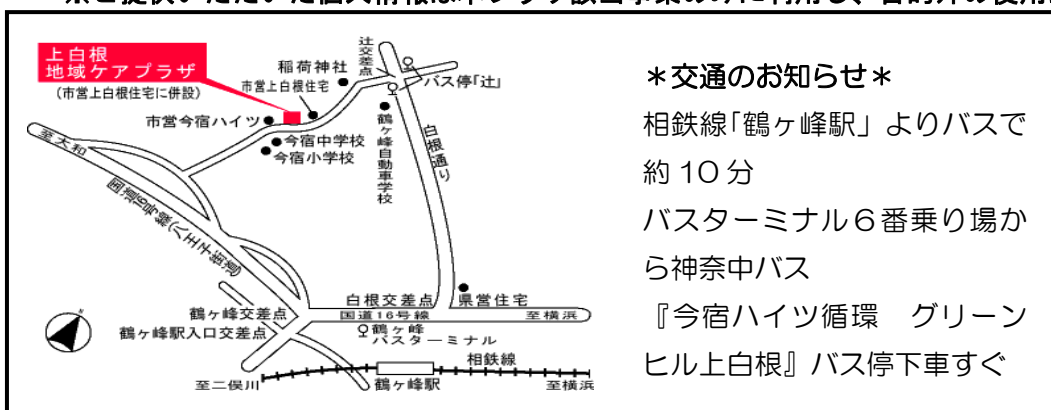 上白根
地域ケアプラザ
(市営上白根住宅に併設)
稲荷神社
市営上白根住宅
辻交差点
バス停「辻」
市営今宿ハイツ
今宿中学校
今宿小学校
鶴ヶ峰自動車学校
白根通り
至大和
国道16号線(八王子街道)
鶴ヶ峰交差点
鶴ヶ峰駅入口交差点
白根交差点
県営住宅
国道16号線
至横浜
鶴ヶ峰
バスターミナル
相鉄線
至二俣川
鶴ヶ峰駅
至横浜
＊交通のお知らせ＊
相鉄線「鶴ヶ峰駅」よりバスで
約10分
バスターミナル６番乗り場か
ら神奈中バス
『今宿ハイツ循環　グリーン
ヒル上白根』バス停下車すぐ